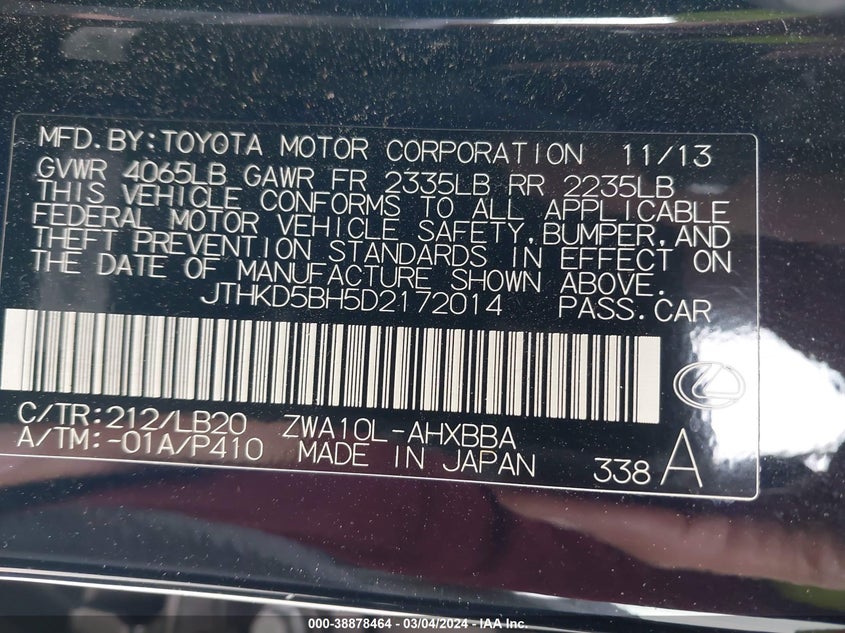 MFD.BY:TOYOTA MOTOR CORPORATION 11/13
GVWR 4065LB GAWR FR 2335LB RR 2235LB
THIS VEHICLE CONFORMS TO ALL APPLICABLE
FEDERAL MOTOR VEHICLE SAFETY,BUMPER,AND
THEFT PREVENTION STANDARDS IN EFFECT ON
THE DATE OF MANUFACTURE SHOWN ABOVE.
JTHKD5BH5D2172014 PASS.CAR
C/TR:212/LB20 ZWA10L-AHXBBA
A/TM:-01A/P410 MADE IN JAPAN 338 A
000-38878464 - 03/04/2024 - IAA Inc.